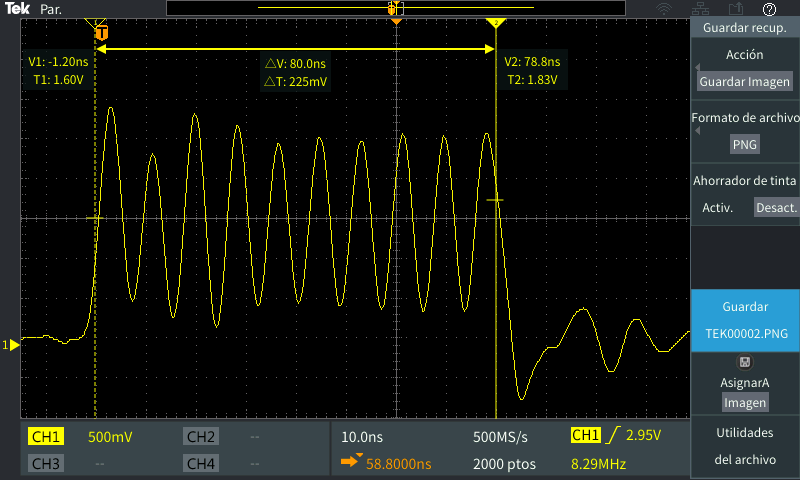 Tek Par. T ?
T
2
Guardar recup.
V1: -1.20ns
T1: 1.60V
△V: 80.0ns
△T: 225mV
V2: 78.8ns
T2: 1.83V
Acción
Guardar Imagen
Formato de archivo
PNG
Ahorrador de tinta
Activ. Desact.
Guardar
TEK00002.PNG
AsignarA
Imagen
Utilidades
del archivo
1
CH1 500mV CH2 --
CH3 -- CH4 --
10.0ns 500MS/s
58.8000ns 2000 ptos
CH1 2.95V
8.29MHz